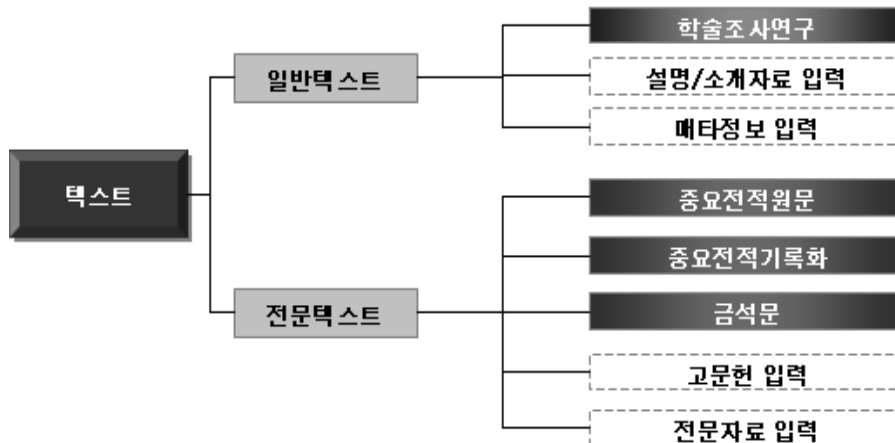 텍스트
일반텍스트
학술조사연구
설명/소개자료 입력
매타정보 입력
전문텍스트
중요전적원문
중요전적기록화
금석문
고문헌 입력
전문자료 입력